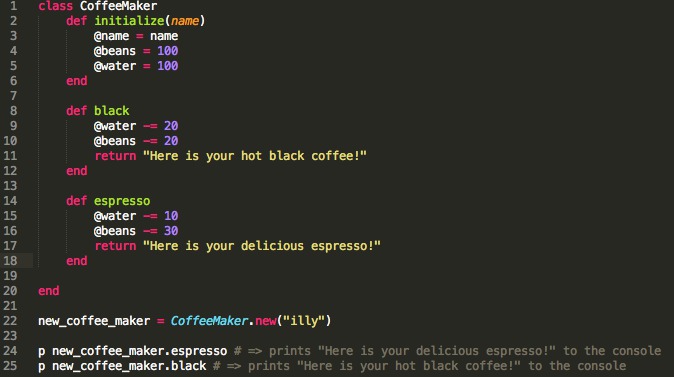 1 class CoffeeMaker
2     def initialize(name)
3         @name = name
4         @beans = 100
5         @water = 100
6     end
7
8     def black
9         @water -= 20
10         @beans -= 20
11         return "Here is your hot black coffee!"
12     end
13
14     def espresso
15         @water -= 10
16         @beans -= 30
17         return "Here is your delicious espresso!"
18     end
19
20 end
21
22 new_coffee_maker = CoffeeMaker.new("illy")
23
24 p new_coffee_maker.espresso # => prints "Here is your delicious espresso!" to the console
25 p new_coffee_maker.black # => prints "Here is your hot black coffee!" to the console